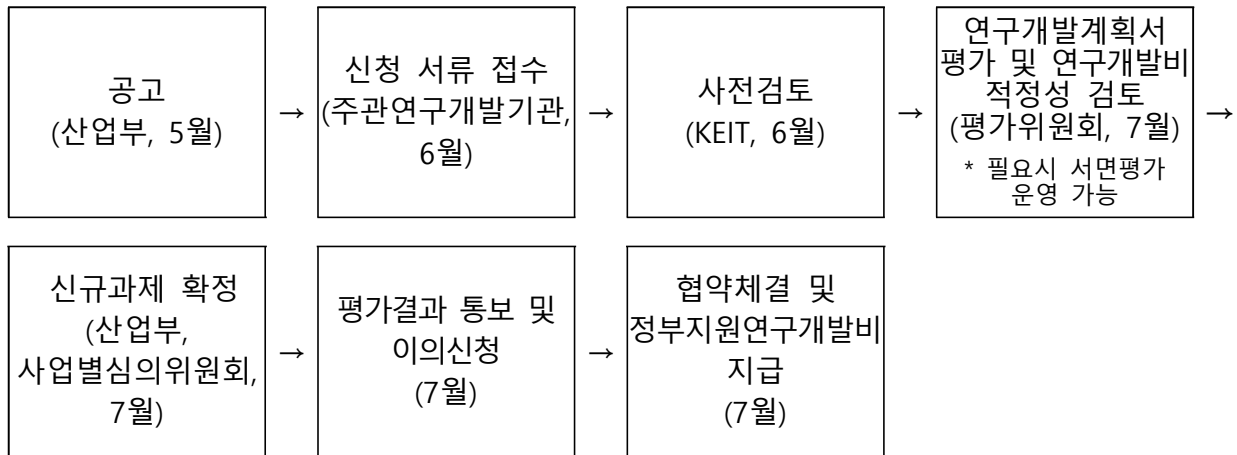 공고
(산업부, 5월)
→
신청 서류 접수
(주관연구개발기관,
6월)
→
사전검토
(KEIT, 6월)
→
연구개발계획서
평가 및 연구개발비
적정성 검토
(평가위원회, 7월)
* 필요시 서면평가
운영 가능
→
신규과제 확정
(산업부,
사업별심의위원회,
7월)
→
평가결과 통보 및
이의신청
(7월)
→
협약체결 및
정부지원연구개발비
지급
(7월)